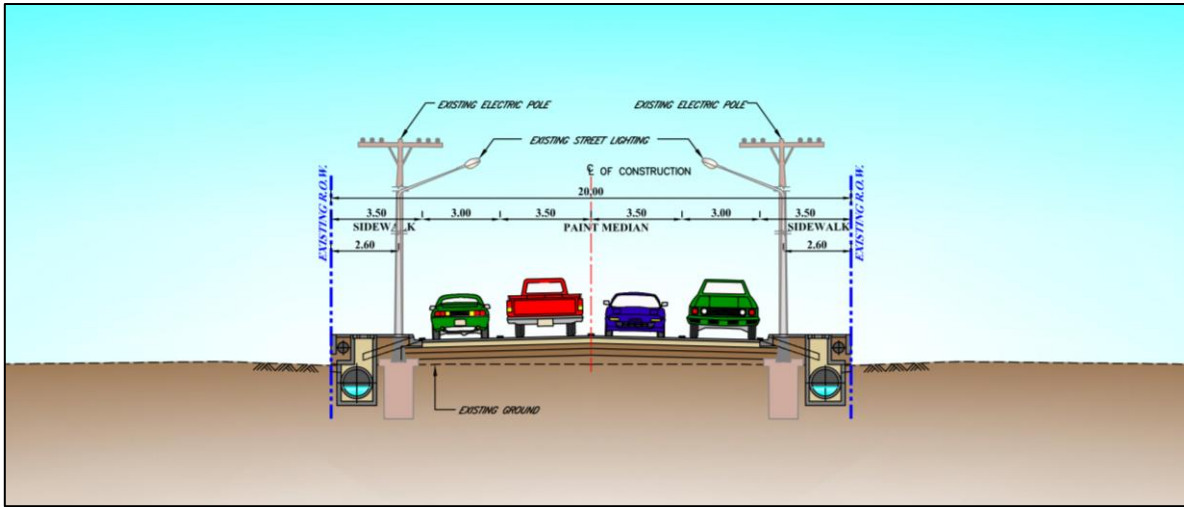 EXISTING ELECTRIC POLE
EXISTING ELECTRIC POLE
EXISTING STREET LIGHTING
℄ OF CONSTRUCTION
EXISTING R.O.W.
EXISTING R.O.W.
20.00
3.50
3.00
3.50
3.50
3.00
3.50
SIDEWALK
PAINT MEDIAN
SIDEWALK
2.60
2.60
EXISTING GROUND